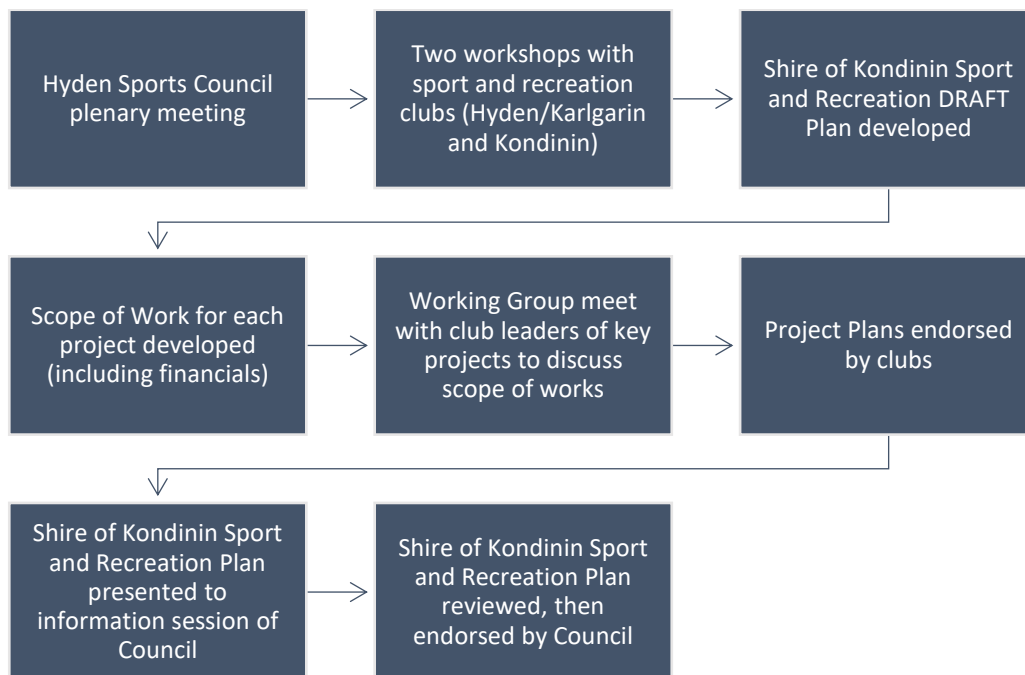 Hyden Sports Council
plenary meeting
Two workshops with
sport and recreation
clubs (Hyden/Karlgarin
and Kondinin)
Shire of Kondinin Sport
and Recreation DRAFT
Plan developed
Scope of Work for each
project developed
(including financials)
Working Group meet
with club leaders of key
projects to discuss
scope of works
Project Plans endorsed
by clubs
Shire of Kondinin Sport
and Recreation Plan
presented to
information session of
Council
Shire of Kondinin Sport
and Recreation Plan
reviewed, then
endorsed by Council